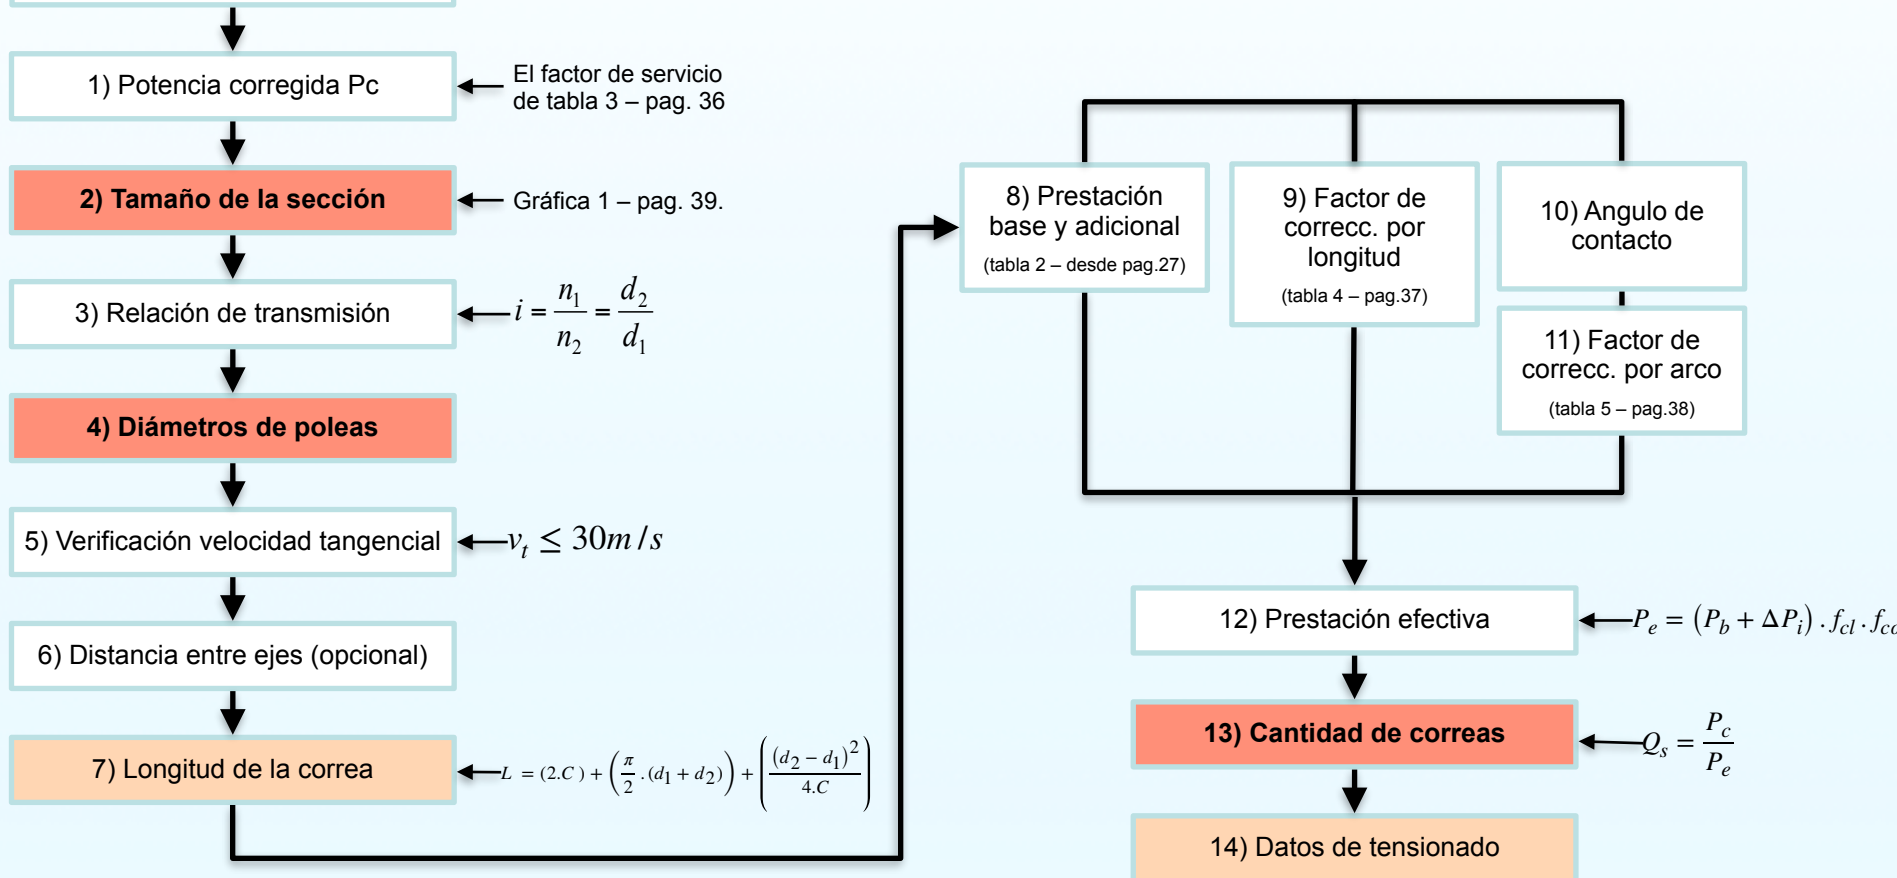 1) Potencia corregida Pc
El factor de servicio
de tabla 3 – pag. 36
2) Tamaño de la sección
Gráfica 1 – pag. 39.
3) Relación de transmisión
i = n₁/n₂ = d₂/d₁
4) Diámetros de poleas
5) Verificación velocidad tangencial
vₜ ≤ 30m/s
6) Distancia entre ejes (opcional)
7) Longitud de la correa
L = (2.C) + (π/2 . (d₁ + d₂)) + ((d₂ − d₁)²/4.C)
8) Prestación
base y adicional
(tabla 2 – desde pag.27)
9) Factor de
correcc. por
longitud
(tabla 4 – pag.37)
10) Angulo de
contacto
11) Factor de
correcc. por arco
(tabla 5 – pag.38)
12) Prestación efectiva
Pₑ = (P_b + ΔPᵢ) . f_cl . f_c
13) Cantidad de correas
Qₛ = P_c/Pₑ
14) Datos de tensionado